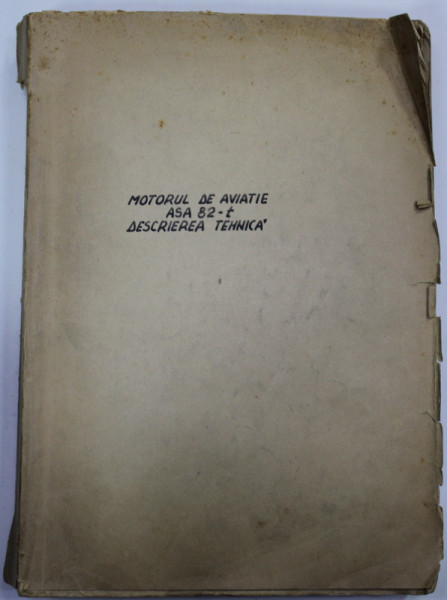 MOTORUL DE AVIATIE
ASA 82-t
DESCRIEREA TEHNICA'